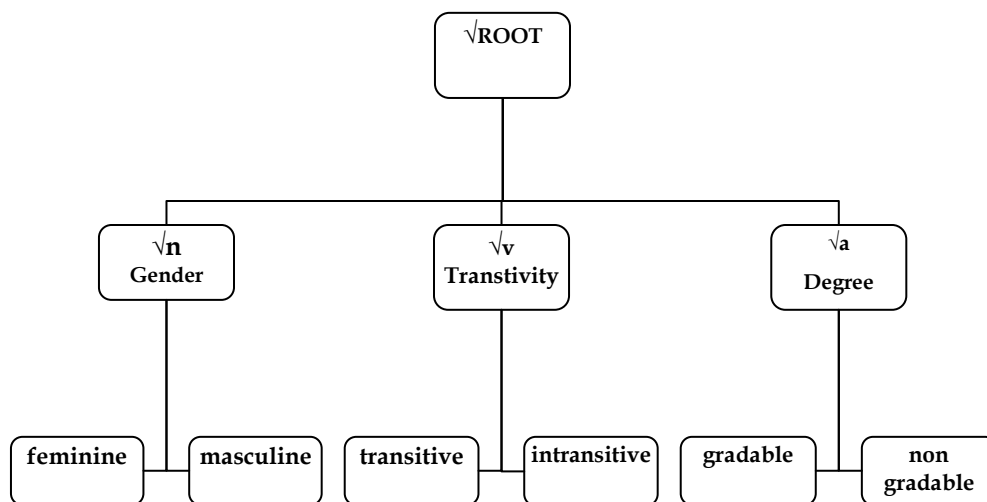 √ROOT
√n
Gender
√v
Transtivity
√a
Degree
feminine
masculine
transitive
intransitive
gradable
non
gradable